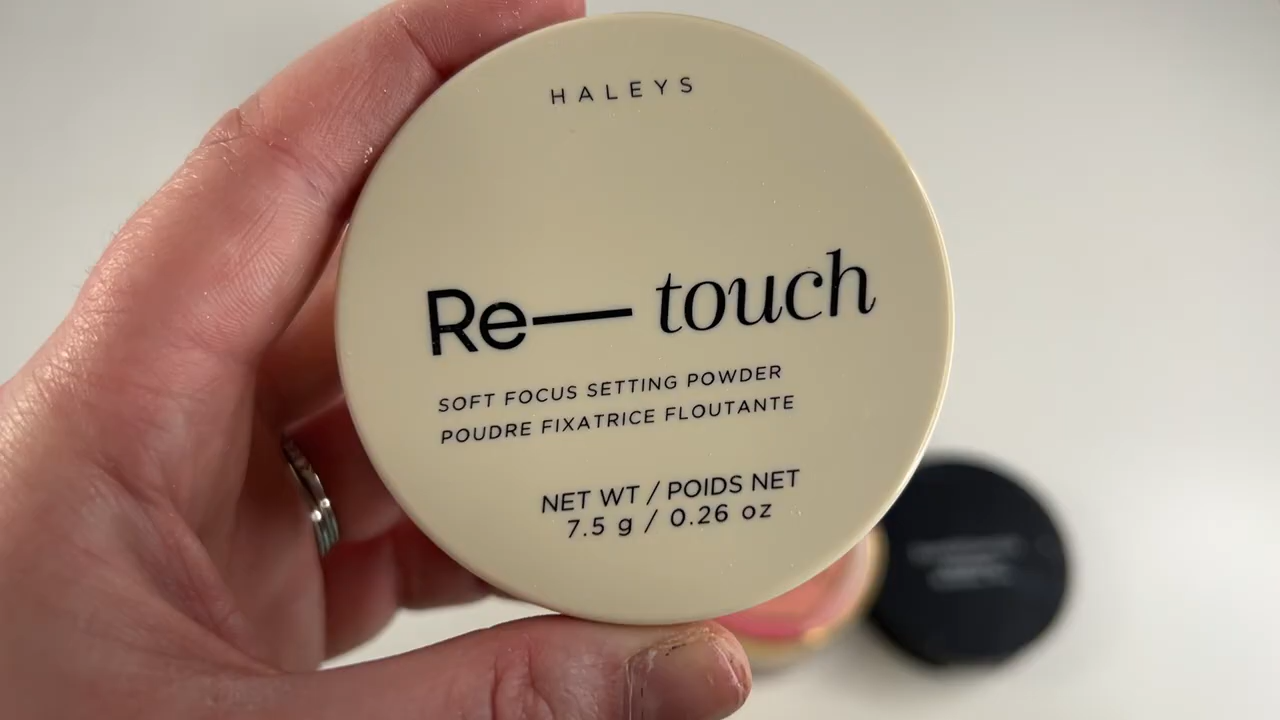 HALEYS
Re— touch
SOFT FOCUS SETTING POWDER
POUDRE FIXATRICE FLOUTANTE
NET WT / POIDS NET
7.5 g / 0.26 oz